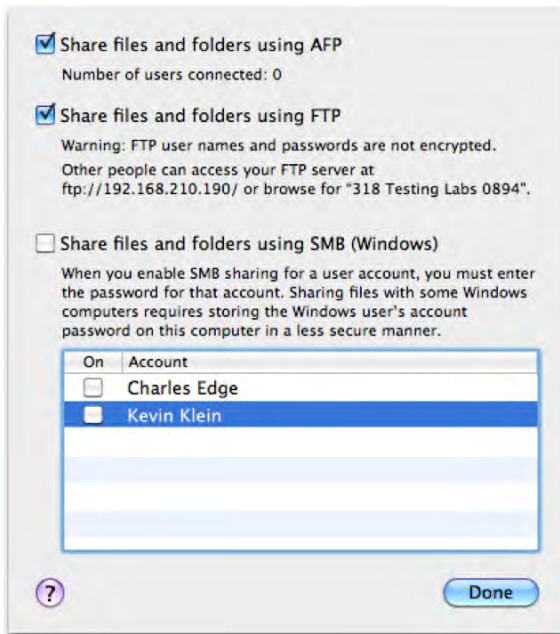 Share files and folders using AFP
Number of users connected: 0
Share files and folders using FTP
Warning: FTP user names and passwords are not encrypted.
Other people can access your FTP server at
ftp://192.168.210.190/ or browse for "318 Testing Labs 0894".
Share files and folders using SMB (Windows)
When you enable SMB sharing for a user account, you must enter
the password for that account. Sharing files with some Windows
computers requires storing the Windows user's account
password on this computer in a less secure manner.
On Account
Charles Edge
Kevin Klein
? Done